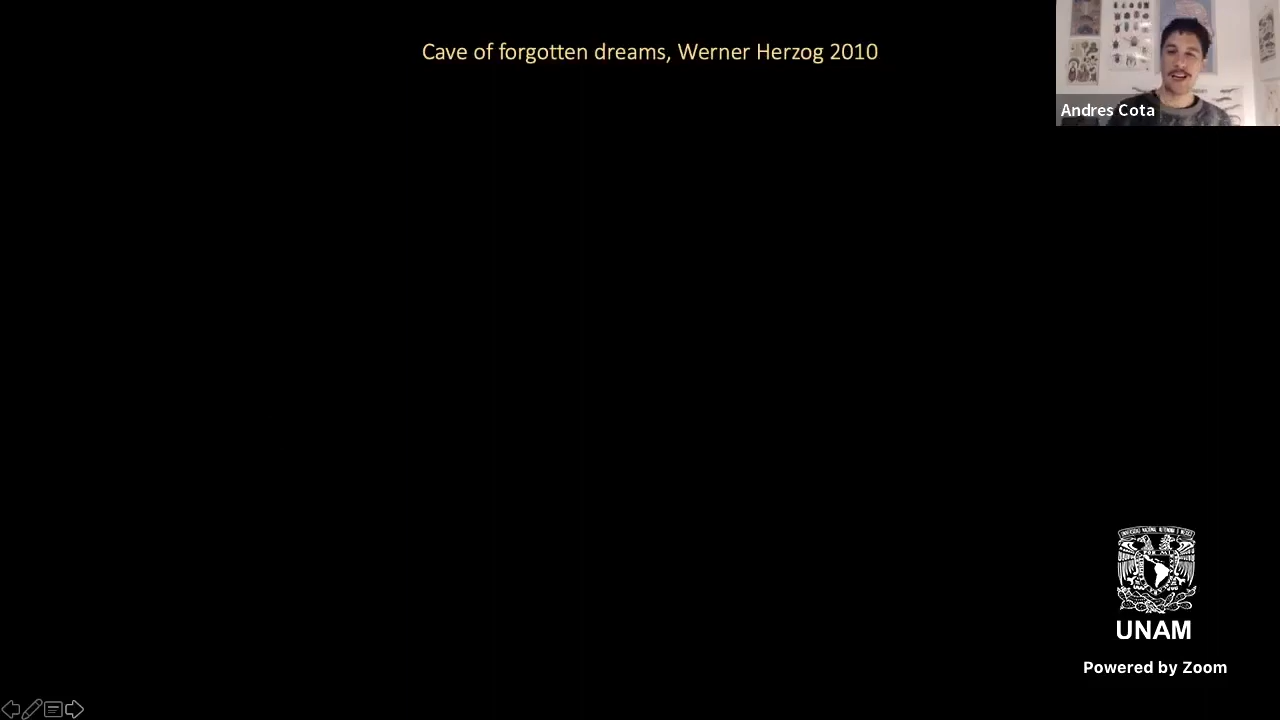 Cave of forgotten dreams, Werner Herzog 2010
Andres Cota
UNAM
Powered by Zoom